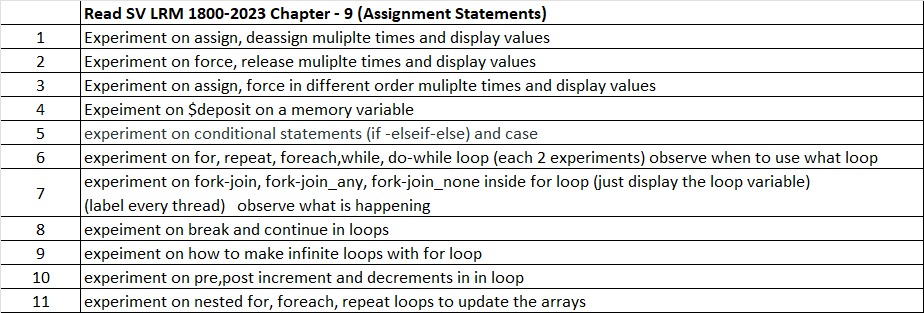 Read SV LRM 1800-2023 Chapter - 9 (Assignment Statements)
1 Experiment on assign, deassign muliplte times and display values
2 Experiment on force, release muliplte times and display values
3 Experiment on assign, force in different order muliplte times and display values
4 Expeiment on $deposit on a memory variable
5 experiment on conditional statements (if -elseif-else) and case
6 experiment on for, repeat, foreach,while, do-while loop (each 2 experiments) observe when to use what loop
7 experiment on fork-join, fork-join_any, fork-join_none inside for loop (just display the loop variable)
(label every thread)   observe what is happening
8 expeiment on break and continue in loops
9 expeiment on how to make infinite loops with for loop
10 expeiment on pre,post increment and decrements in in loop
11 experiment on nested for, foreach, repeat loops to update the arrays